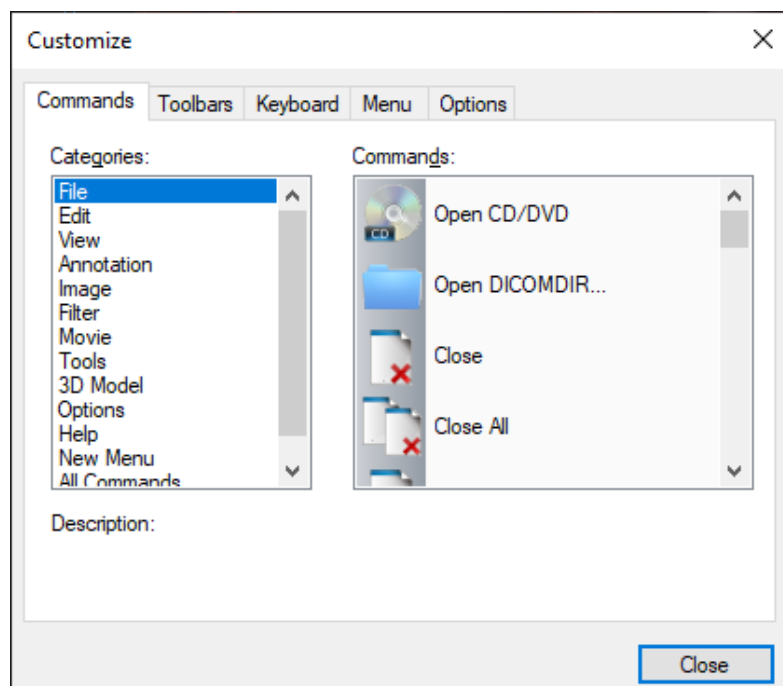 Customize
Commands Toolbars Keyboard Menu Options
Categories: Commands:
File
Edit
View
Annotation
Image
Filter
Movie
Tools
3D Model
Options
Help
New Menu
All Commands
CD
Open CD/DVD
Open DICOMDIR...
Close
Close All
Description:
Close